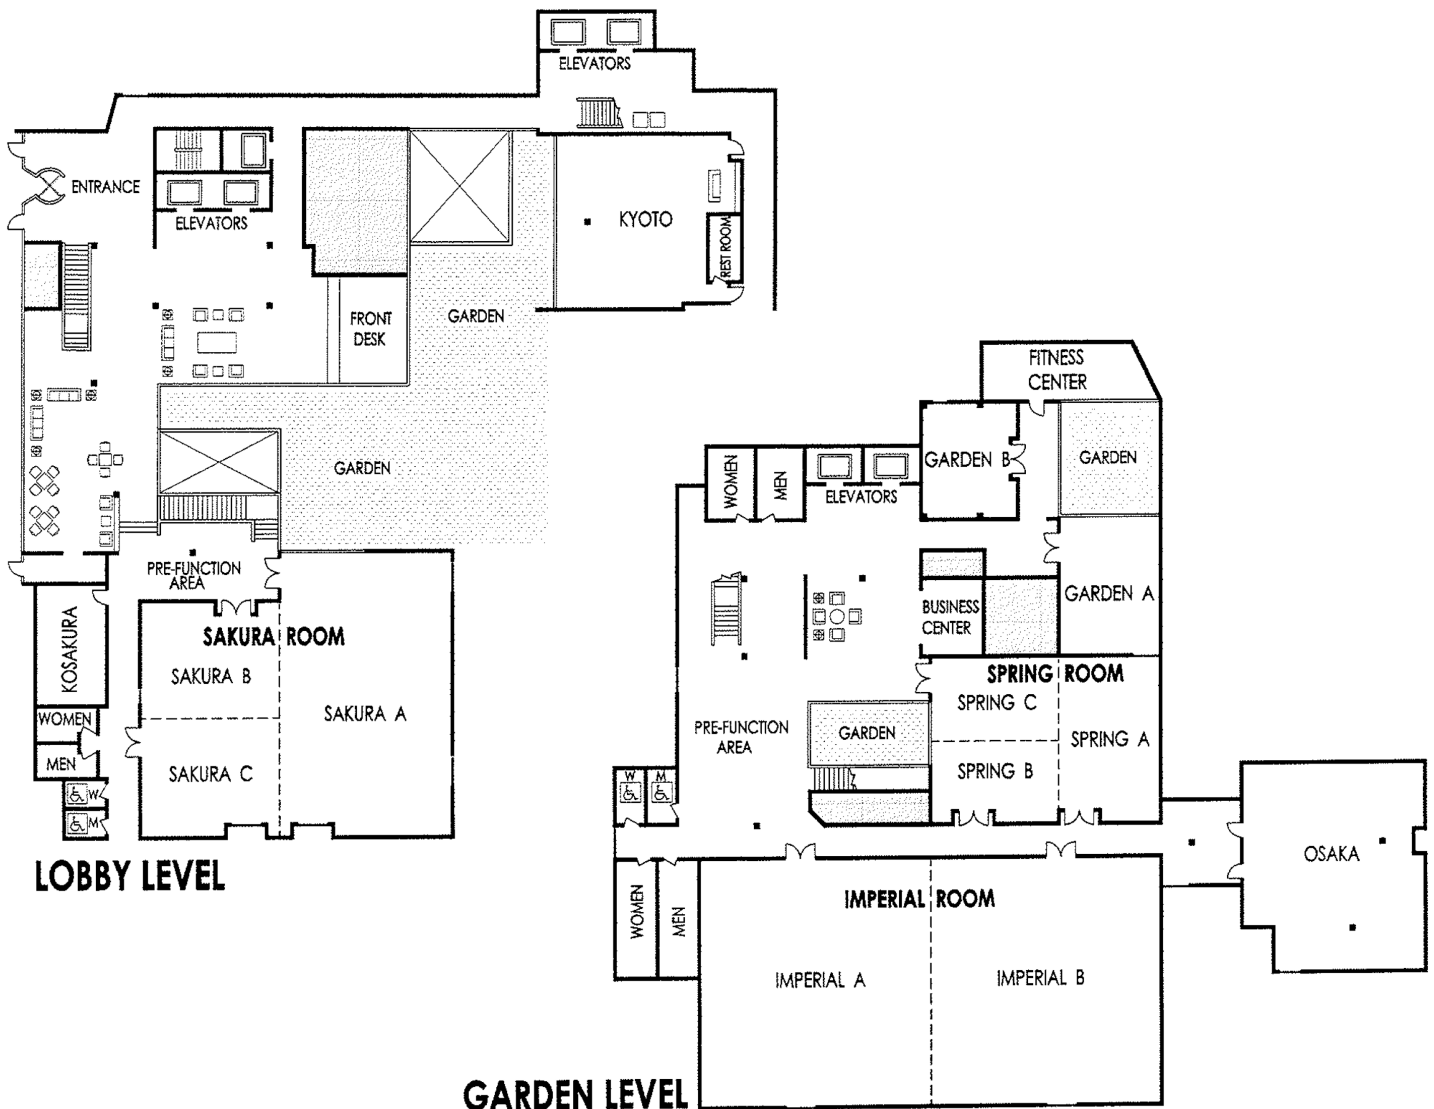 ELEVATORS
ENTRANCE
ELEVATORS
KYOTO
REST ROOM
FRONT
DESK
GARDEN
GARDEN
PRE-FUNCTION
AREA
SAKURA ROOM
KOSAKURA
SAKURA B
SAKURA A
WOMEN
MEN
SAKURA C
W
M
LOBBY LEVEL
FITNESS
CENTER
GARDEN B
GARDEN
WOMEN
MEN
ELEVATORS
GARDEN A
BUSINESS
CENTER
SPRING ROOM
SPRING C
PRE-FUNCTION
AREA
GARDEN
SPRING A
SPRING B
W
M
OSAKA
IMPERIAL ROOM
WOMEN
MEN
IMPERIAL A
IMPERIAL B
GARDEN LEVEL